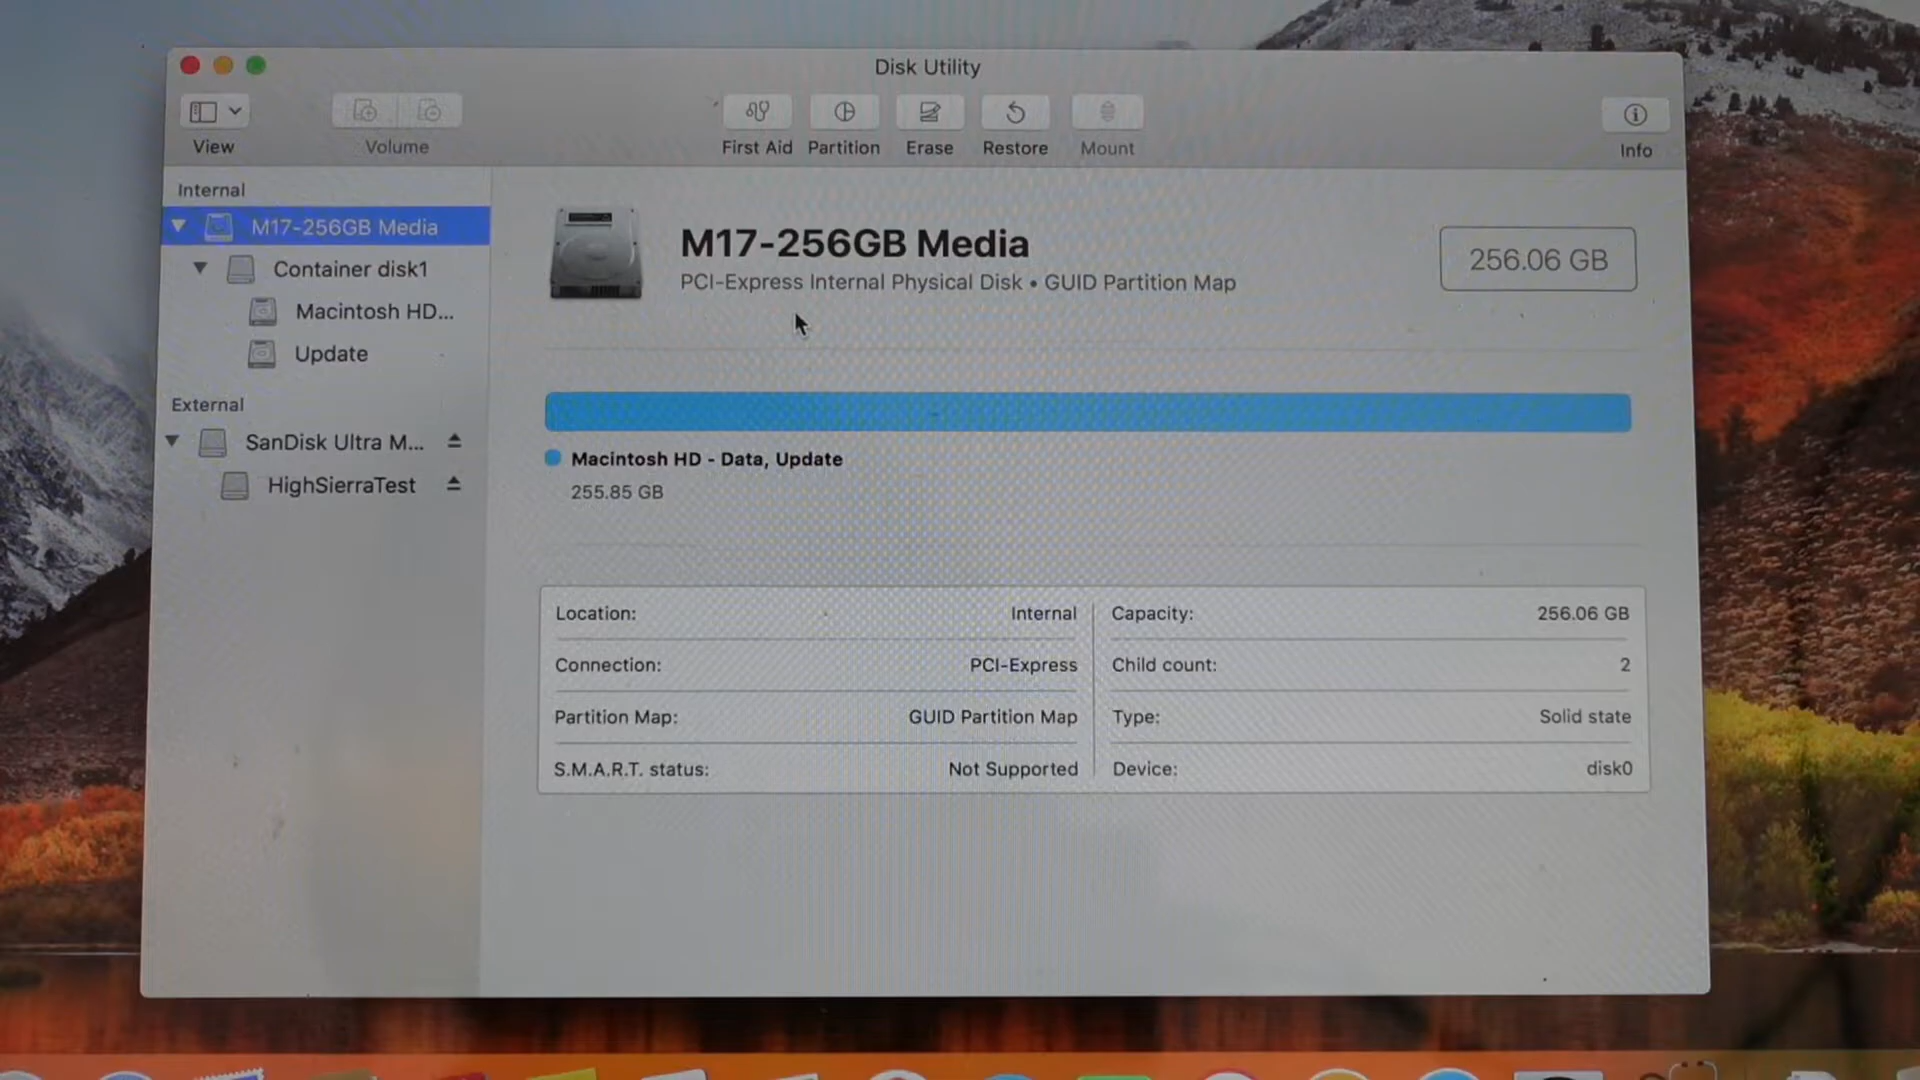 Disk Utility
View
Volume
First Aid
Partition
Erase
Restore
Mount
Info
Internal
M17-256GB Media
Container disk1
Macintosh HD...
Update
External
SanDisk Ultra M...
HighSierraTest
M17-256GB Media
PCI-Express Internal Physical Disk • GUID Partition Map
256.06 GB
Macintosh HD - Data, Update
255.85 GB
Location: Internal
Connection: PCI-Express
Partition Map: GUID Partition Map
S.M.A.R.T. status: Not Supported
Capacity: 256.06 GB
Child count: 2
Type: Solid state
Device: disk0